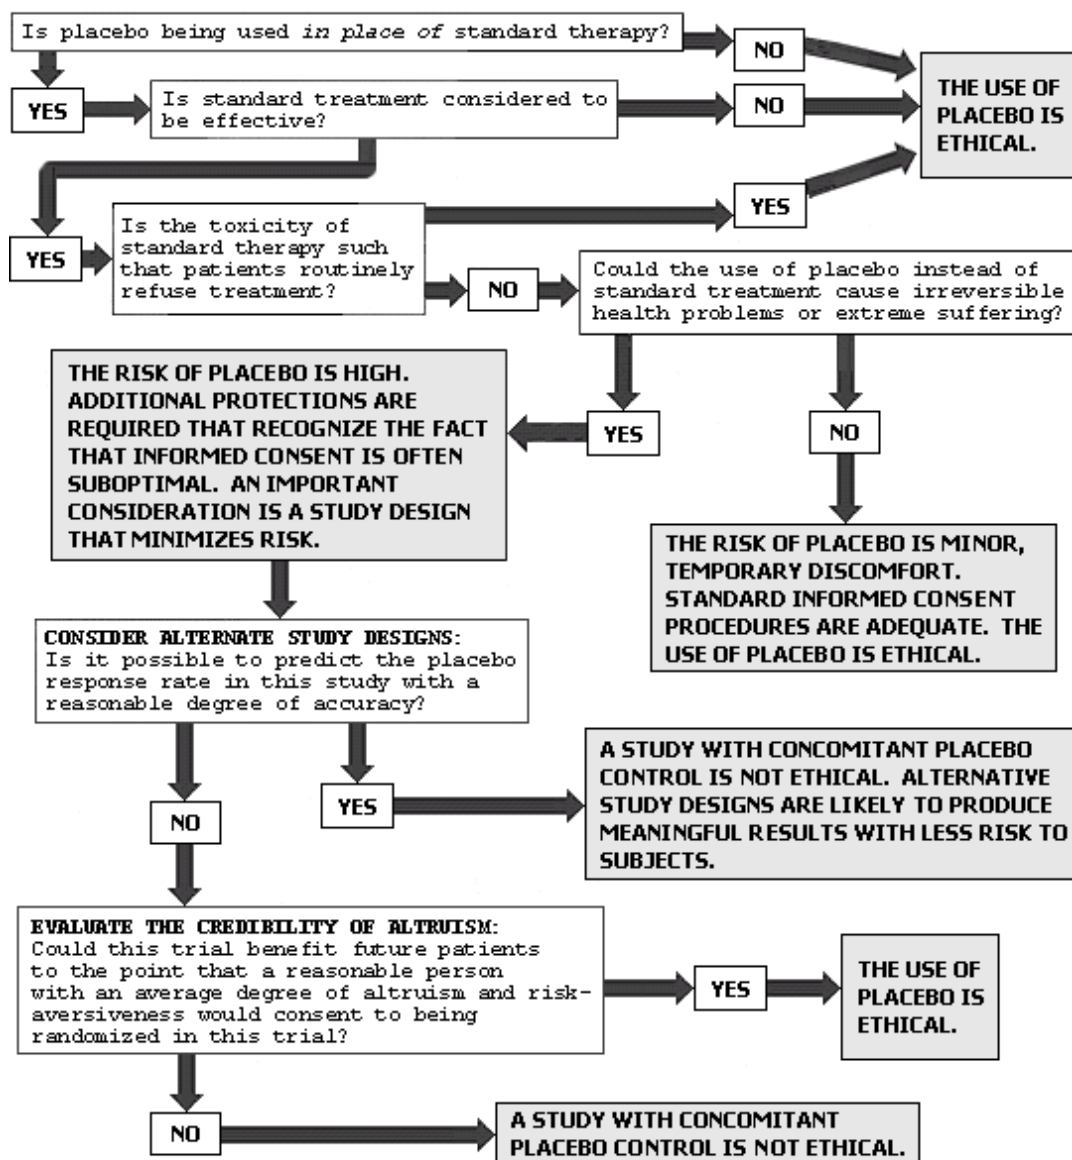 Is placebo being used in place of standard therapy?
NO
YES
Is standard treatment considered to
be effective?
NO
THE USE OF
PLACEBO IS
ETHICAL.
YES
Is the toxicity of
standard therapy such
that patients routinely
refuse treatment?
YES
NO
Could the use of placebo instead of
standard treatment cause irreversible
health problems or extreme suffering?
THE RISK OF PLACEBO IS HIGH.
ADDITIONAL PROTECTIONS ARE
REQUIRED THAT RECOGNIZE THE FACT
THAT INFORMED CONSENT IS OFTEN
SUBOPTIMAL. AN IMPORTANT
CONSIDERATION IS A STUDY DESIGN
THAT MINIMIZES RISK.
YES
NO
THE RISK OF PLACEBO IS MINOR,
TEMPORARY DISCOMFORT.
STANDARD INFORMED CONSENT
PROCEDURES ARE ADEQUATE. THE
USE OF PLACEBO IS ETHICAL.
CONSIDER ALTERNATE STUDY DESIGNS:
Is it possible to predict the placebo
response rate in this study with a
reasonable degree of accuracy?
NO
YES
A STUDY WITH CONCOMITANT PLACEBO
CONTROL IS NOT ETHICAL. ALTERNATIVE
STUDY DESIGNS ARE LIKELY TO PRODUCE
MEANINGFUL RESULTS WITH LESS RISK TO
SUBJECTS.
EVALUATE THE CREDIBILITY OF ALTRUISM:
Could this trial benefit future patients
to the point that a reasonable person
with an average degree of altruism and risk-
aversiveness would consent to being
randomized in this trial?
YES
THE USE OF
PLACEBO IS
ETHICAL.
NO
A STUDY WITH CONCOMITANT
PLACEBO CONTROL IS NOT ETHICAL.